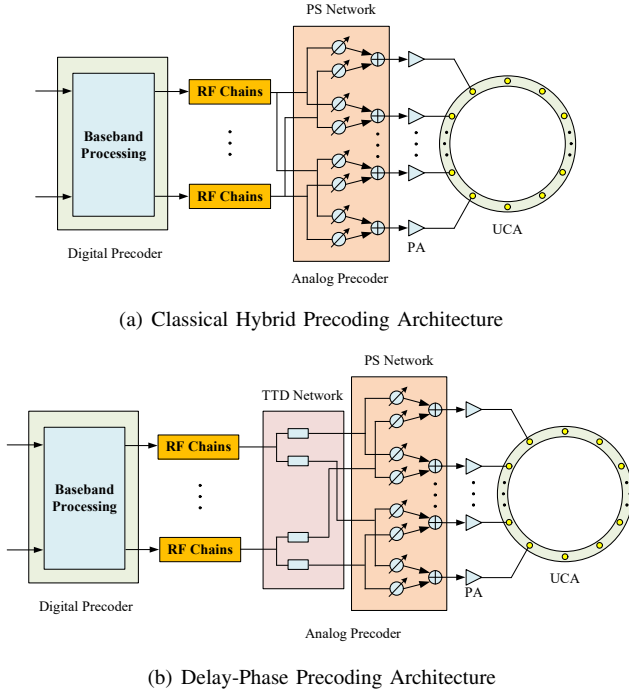 PS Network
RF Chains
Baseband
Processing
RF Chains
Digital Precoder
PA
UCA
Analog Precoder
(a) Classical Hybrid Precoding Architecture
PS Network
TTD Network
RF Chains
Baseband
Processing
RF Chains
Digital Precoder
PA
UCA
Analog Precoder
(b) Delay-Phase Precoding Architecture